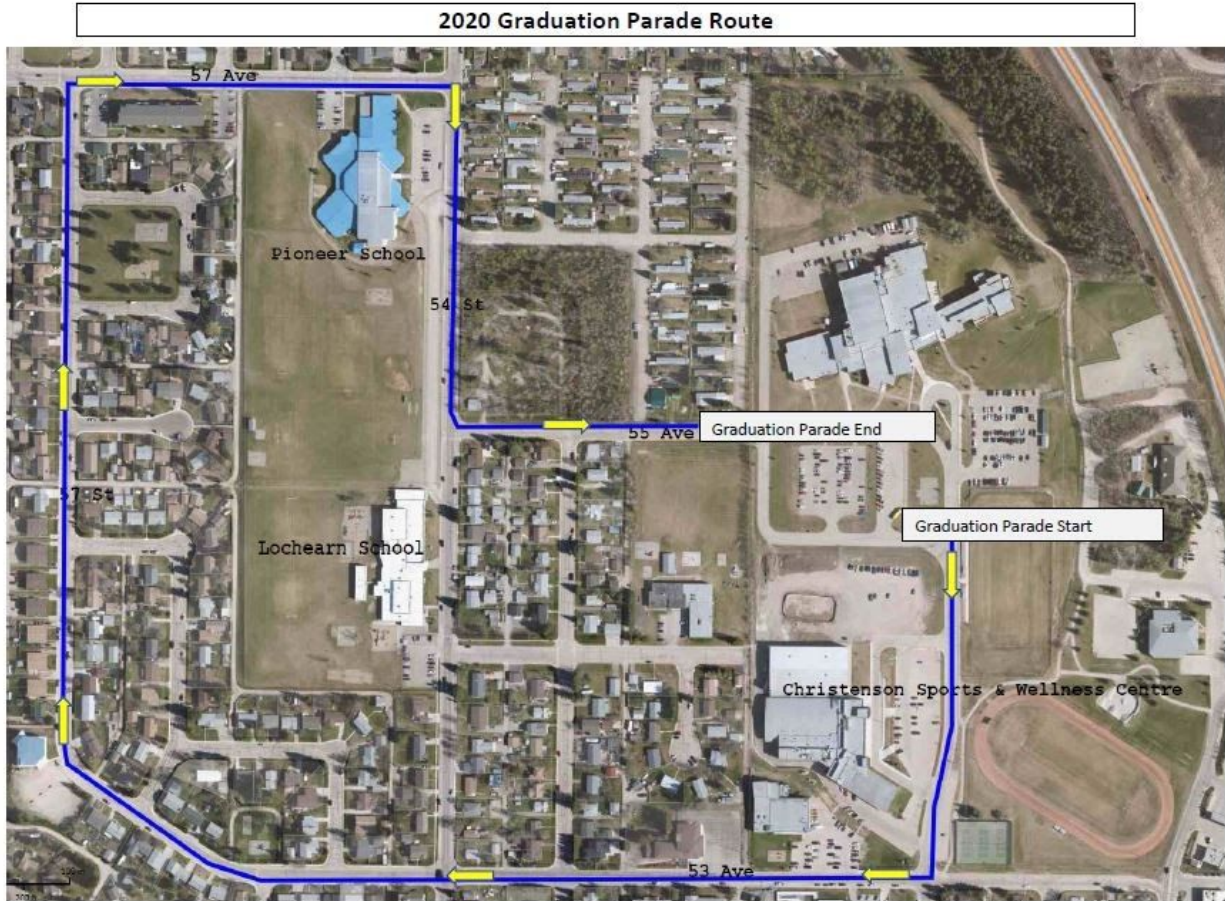 2020 Graduation Parade Route
57 Ave
Pioneer School
54 St
55 Ave
Graduation Parade End
57 St
Graduation Parade Start
Lochearn School
Christenson Sports & Wellness Centre
53 Ave